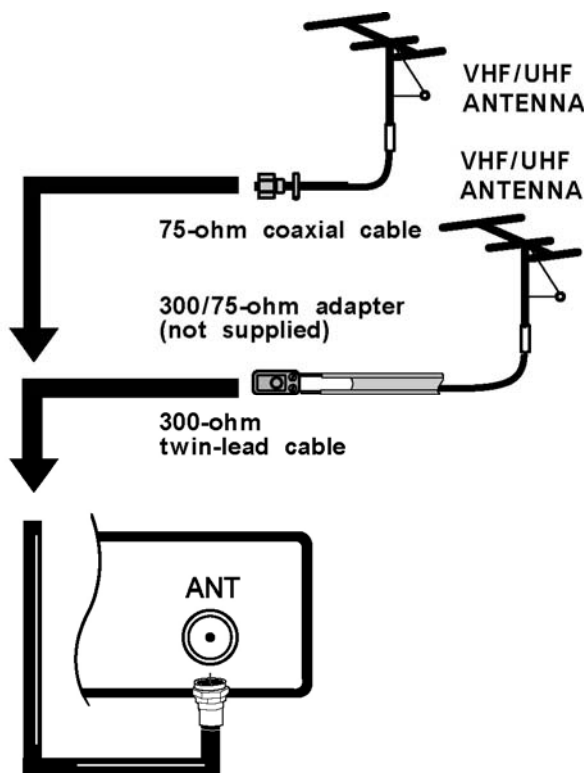 VHF/UHF
ANTENNA
VHF/UHF
ANTENNA
75-ohm coaxial cable
300/75-ohm adapter
(not supplied)
300-ohm
twin-lead cable
ANT